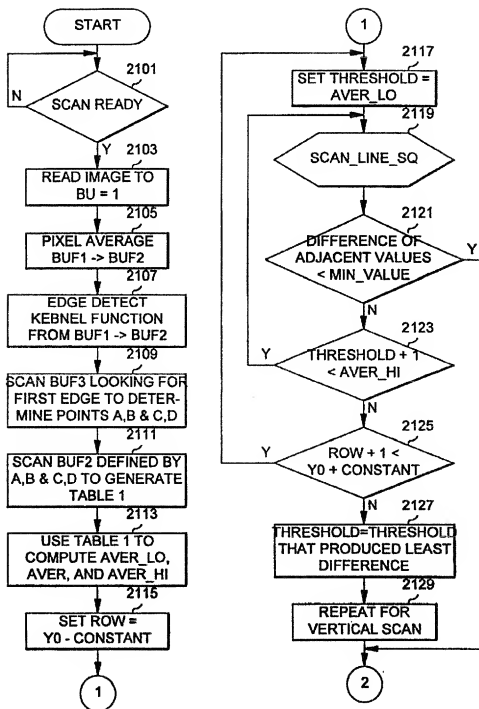 START
2101
N
SCAN READY
Y
2103
READ IMAGE TO
BU = 1
2105
PIXEL AVERAGE
BUF1 -> BUF2
2107
EDGE DETECT
KEBNEL FUNCTION
FROM BUF1 -> BUF2
2109
SCAN BUF3 LOOKING FOR
FIRST EDGE TO DETER-
MINE POINTS A,B & C,D
2111
SCAN BUF2 DEFINED BY
A,B & C,D TO GENERATE
TABLE 1
2113
USE TABLE 1 TO
COMPUTE AVER_LO,
AVER, AND AVER_HI
2115
SET ROW =
Y0 - CONSTANT
1
1
2117
SET THRESHOLD =
AVER_LO
2119
SCAN_LINE_SQ
2121
DIFFERENCE OF
ADJACENT VALUES
< MIN_VALUE
Y
N
2123
Y
THRESHOLD + 1
< AVER_HI
N
2125
Y
ROW + 1 <
Y0 + CONSTANT
N
2127
THRESHOLD=THRESHOLD
THAT PRODUCED LEAST
DIFFERENCE
2129
REPEAT FOR
VERTICAL SCAN
2